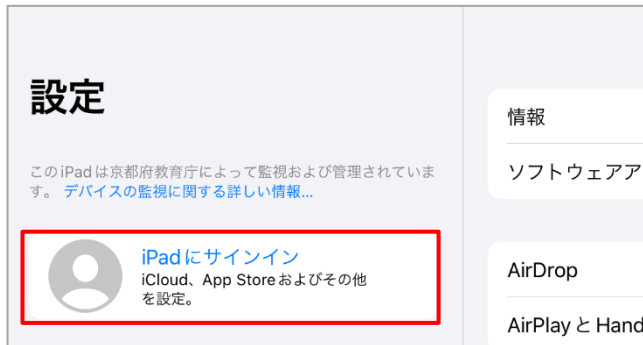 設定
このiPadは京都府教育庁によって監視および管理されていま
す。 デバイスの監視に関する詳しい情報...
iPadにサインイン
iCloud、App Storeおよびその他
を設定。
情報
ソフトウェアア
AirDrop
AirPlayとHand